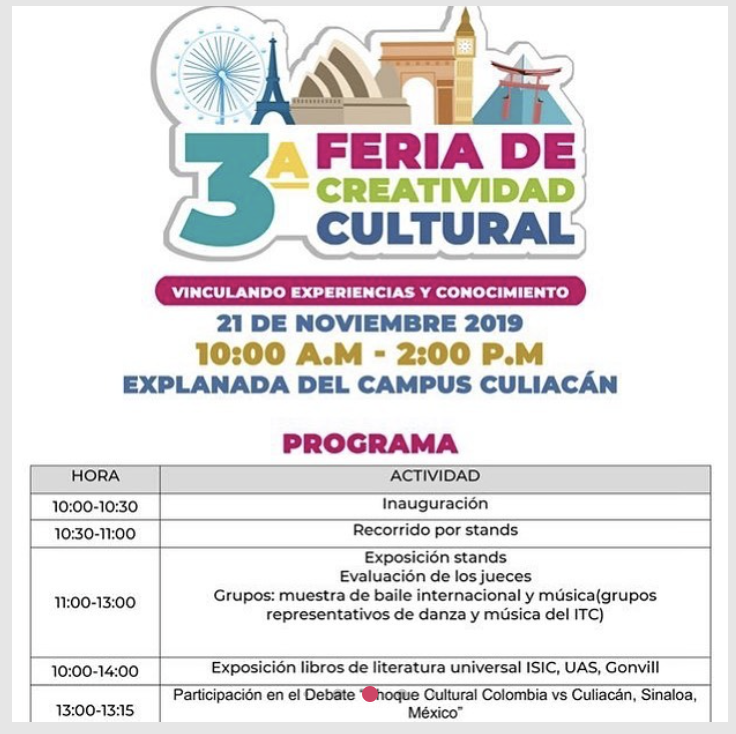 3A FERIA DE
CREATIVIDAD
CULTURAL
VINCULANDO EXPERIENCIAS Y CONOCIMIENTO
21 DE NOVIEMBRE 2019
10:00 A.M - 2:00 P.M
EXPLANADA DEL CAMPUS CULIACÁN
PROGRAMA
HORA ACTIVIDAD
10:00-10:30 Inauguración
10:30-11:00 Recorrido por stands
11:00-13:00 Exposición stands
Evaluación de los jueces
Grupos: muestra de baile internacional y música(grupos
representativos de danza y música del ITC)
10:00-14:00 Exposición libros de literatura universal ISIC, UAS, Gonvill
13:00-13:15 Participación en el Debate "Choque Cultural Colombia vs Culiacán, Sinaloa,
México"